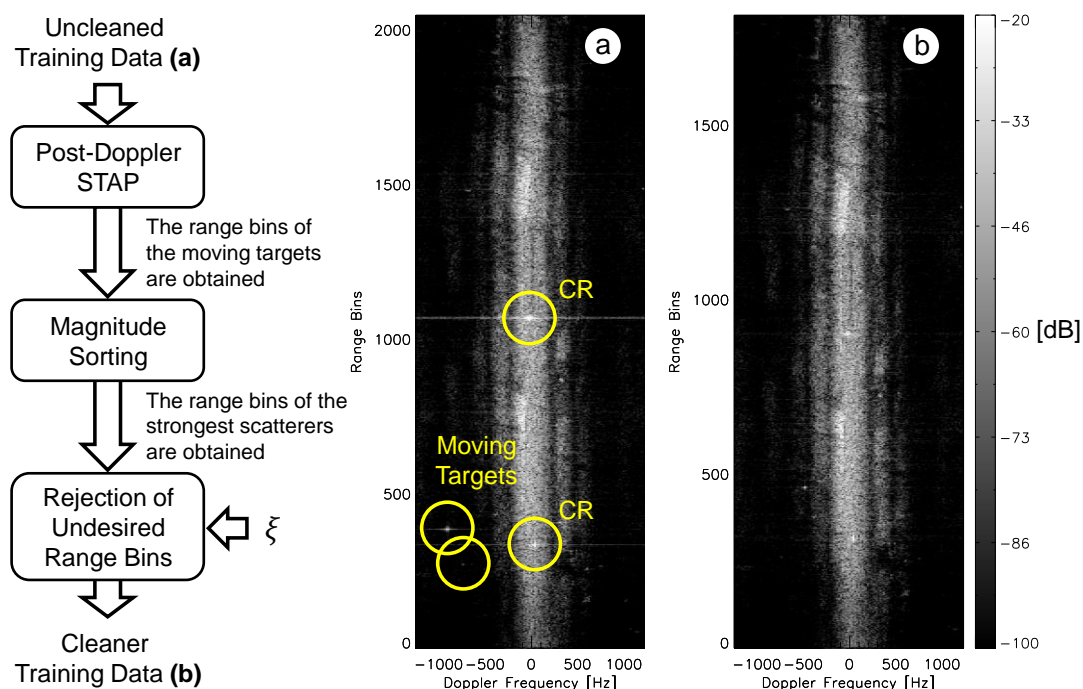 Uncleaned
Training Data (a)
Post-Doppler
STAP
The range bins of
the moving targets
are obtained
Magnitude
Sorting
The range bins of the
strongest scatterers
are obtained
Rejection of
Undesired
Range Bins
ξ
Cleaner
Training Data (b)
a
2000
1500
1000
500
0
Range Bins
CR
Moving
Targets
CR
−1000 −500 0 500 1000
Doppler Frequency [Hz]
b
1500
1000
500
0
Range Bins
−1000 −500 0 500 1000
Doppler Frequency [Hz]
−20
−33
−46
−60
−73
−86
−100
[dB]